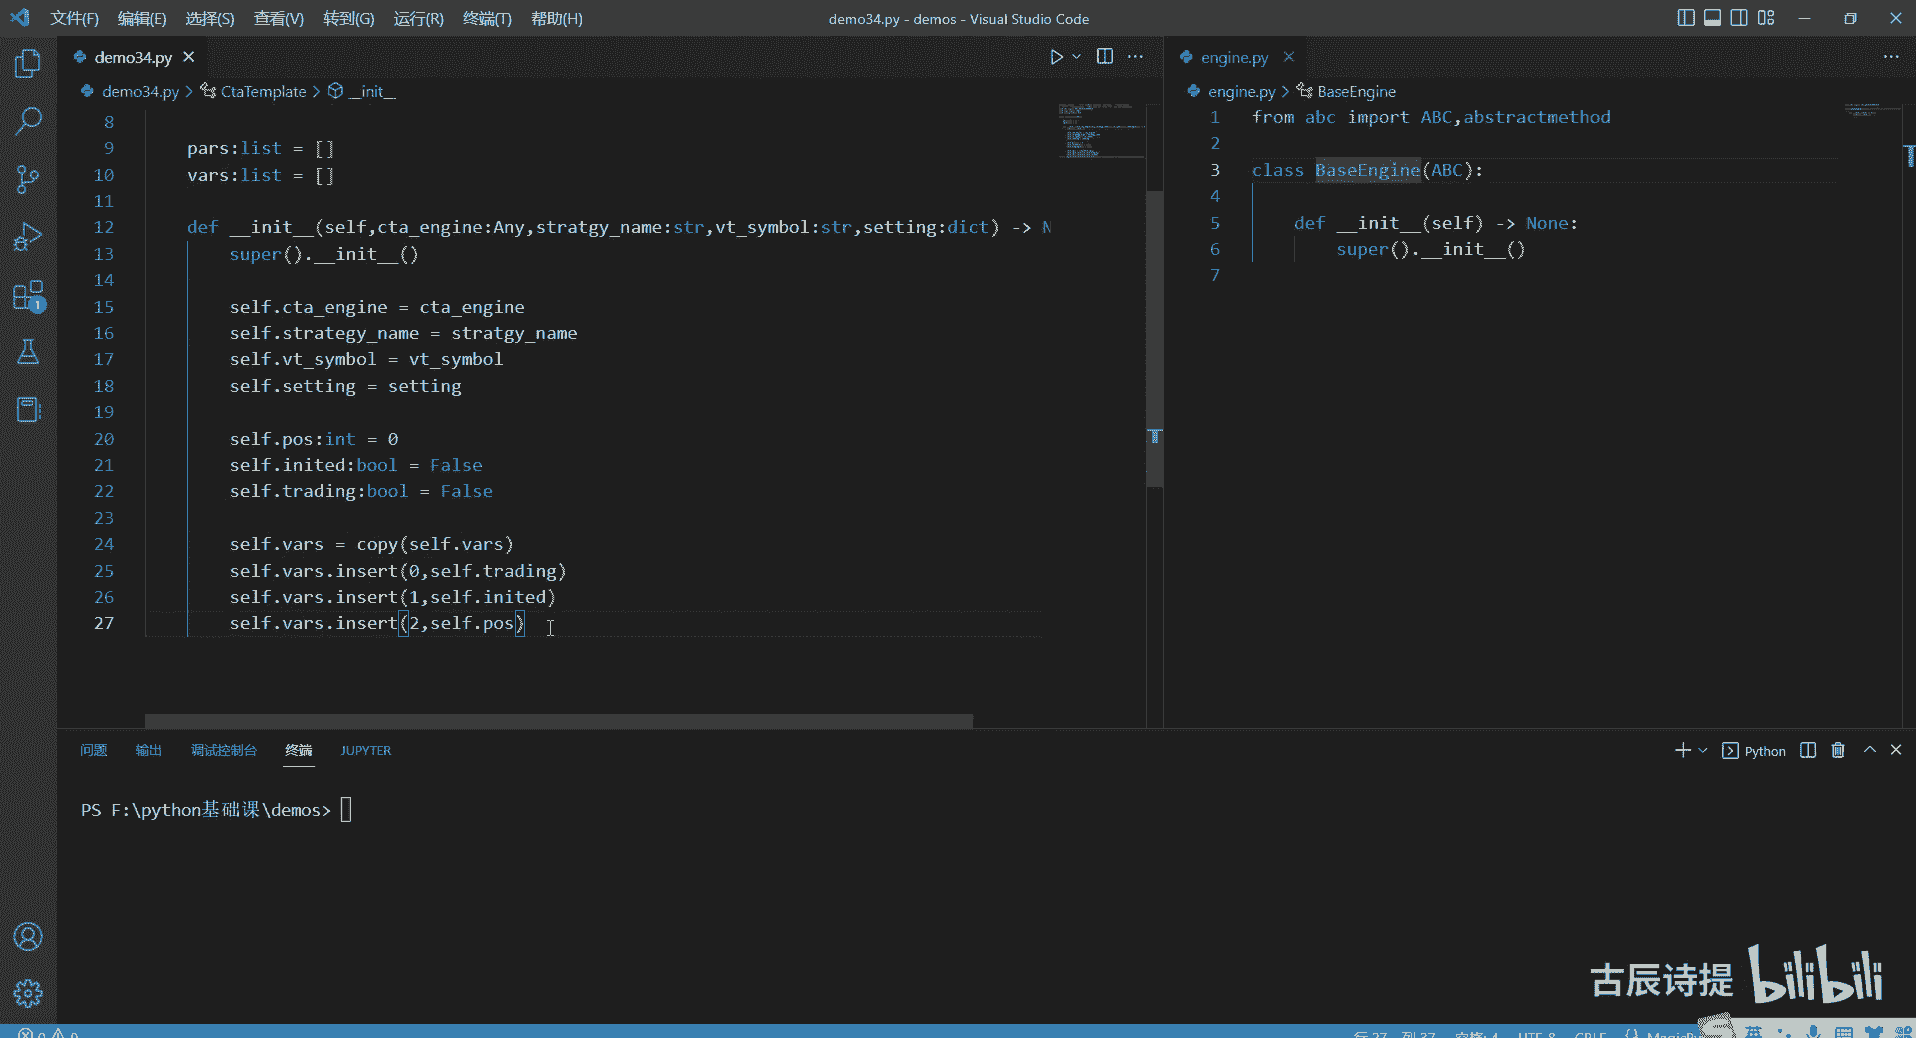 文件(F) 编辑(E) 选择(S) 查看(V) 转到(G) 运行(R) 终端(T) 帮助(H) demo34.py - demos - Visual Studio Code
demo34.py
demo34.py > CtaTemplate > __init__
8
9 pars:list = []
10 vars:list = []
11
12 def __init__(self,cta_engine:Any,stratgy_name:str,vt_symbol:str,setting:dict) -> N
13 super().__init__()
14
15 self.cta_engine = cta_engine
16 self.strategy_name = stratgy_name
17 self.vt_symbol = vt_symbol
18 self.setting = setting
19
20 self.pos:int = 0
21 self.inited:bool = False
22 self.trading:bool = False
23
24 self.vars = copy(self.vars)
25 self.vars.insert(0,self.trading)
26 self.vars.insert(1,self.inited)
27 self.vars.insert(2,self.pos)
engine.py
engine.py > BaseEngine
1 from abc import ABC,abstractmethod
2
3 class BaseEngine(ABC):
4
5 def __init__(self) -> None:
6 super().__init__()
7
1
问题 输出 调试控制台 终端 JUPYTER
Python
PS F:\python基础课\demos>
古辰诗提 bilibili
行 27, 列 37 空格: 4 UTF-8 CRLF
英